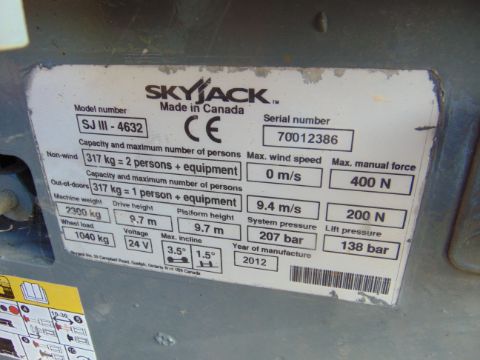 SKYJACK™
Made in Canada
Model number
SJ III - 4632
CE
Serial number
70012386
Capacity and maximum number of persons
Max. wind speed
Max. manual force
Non-wind
317 kg = 2 persons + equipment
0 m/s
400 N
Capacity and maximum number of persons
Out-of-doors
317 kg = 1 person + equipment
9.4 m/s
200 N
Machine weight
Drive height
Platform height
System pressure
Lift pressure
kg
9.7 m
9.7 m
207 bar
138 bar
Wheel load
Voltage
Max. incline
Year of manufacture
1040 kg
24 V
3.5°
1.5°
2012